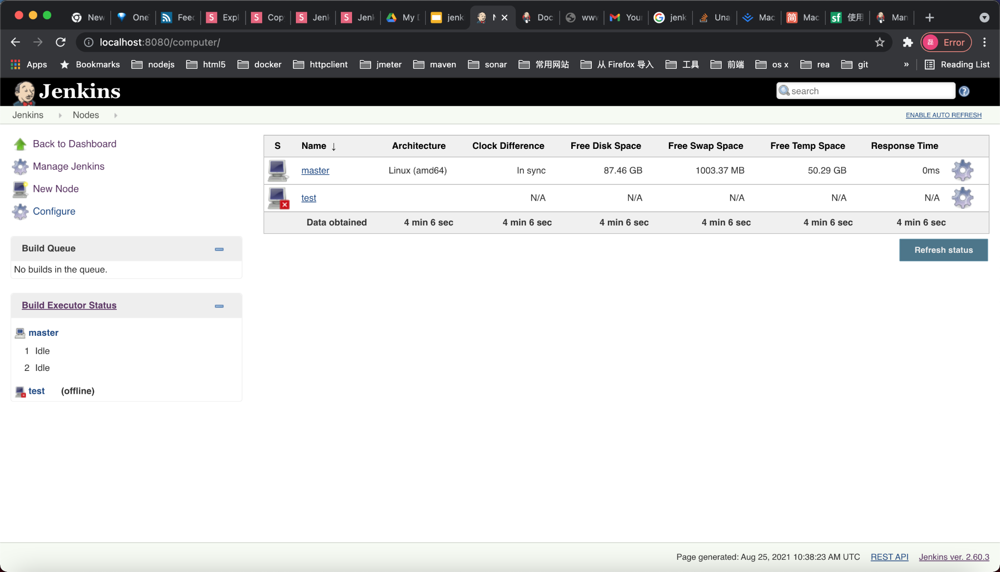 New One Feec S Expl S Cop S Jenk S Jenk My D jenk N Doc www Your jenk Una Mac 简 Mac sf 使用 Man
localhost:8080/computer/ 磊 Error
Apps Bookmarks nodejs html5 docker httpclient jmeter maven sonar 常用网站 从 Firefox 导入 工具 前端 os x rea git » Reading List
Jenkins search ?
Jenkins Nodes ENABLE AUTO REFRESH
Back to Dashboard
Manage Jenkins
New Node
Configure
Build Queue
No builds in the queue.
Build Executor Status
master
1 Idle
2 Idle
test (offline)
S Name ↓ Architecture Clock Difference Free Disk Space Free Swap Space Free Temp Space Response Time
master Linux (amd64) In sync 87.46 GB 1003.37 MB 50.29 GB 0ms
test N/A N/A N/A N/A N/A
Data obtained 4 min 6 sec 4 min 6 sec 4 min 6 sec 4 min 6 sec 4 min 6 sec 4 min 6 sec
Refresh status
Page generated: Aug 25, 2021 10:38:23 AM UTC REST API Jenkins ver. 2.60.3